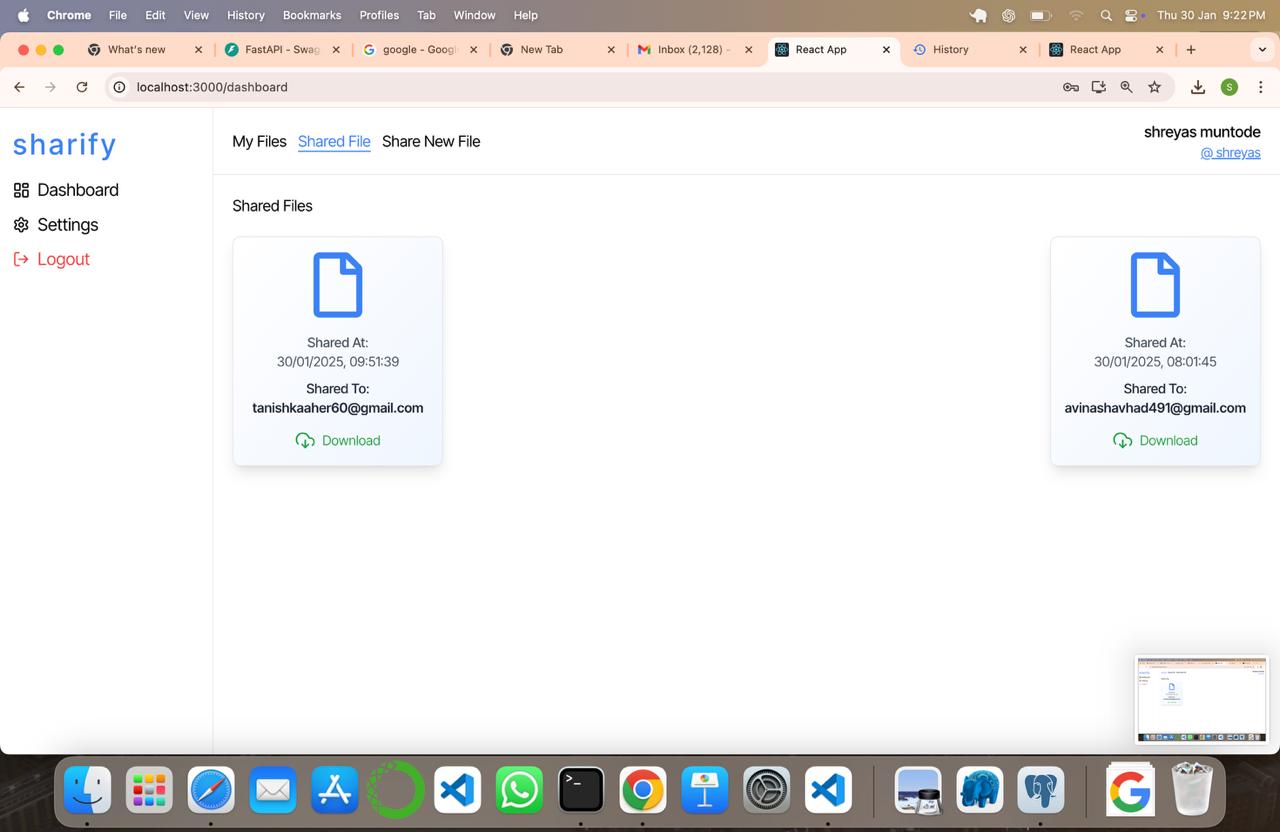 Chrome File Edit View History Bookmarks Profiles Tab Window Help Thu 30 Jan 9:22 PM
What's new FastAPI - Swag google - Googl New Tab Inbox (2,128) - React App History React App
localhost:3000/dashboard S
sharify
Dashboard
Settings
Logout
My Files Shared File Share New File
shreyas muntode
@ shreyas
Shared Files
Shared At:
30/01/2025, 09:51:39
Shared To:
tanishkaaher60@gmail.com
Download
Shared At:
30/01/2025, 08:01:45
Shared To:
avinashavhad491@gmail.com
Download